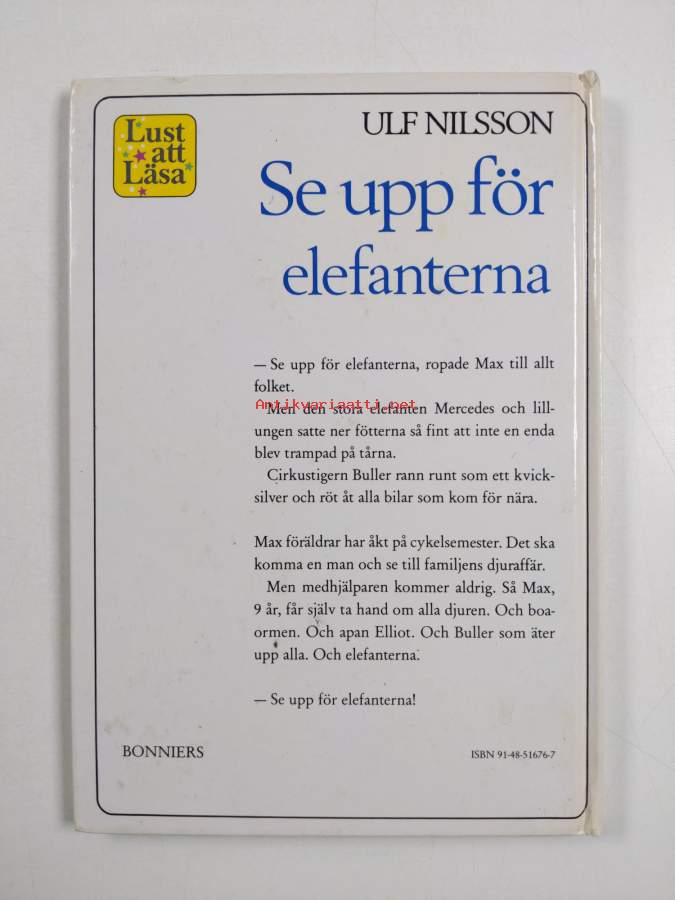 Lust
att
Läsa
ULF NILSSON
Se upp för
elefanterna
— Se upp för elefanterna, ropade Max till allt
folket.
Antikvariaatti.net
Men den stora elefanten Mercedes och lill-
ungen satte ner fötterna så fint att inte en enda
blev trampad på tårna.
Cirkustigern Buller rann runt som ett kvick-
silver och röt åt alla bilar som kom för nära.
Max föräldrar har åkt på cykelsemester. Det ska
komma en man och se till familjens djuraffär.
Men medhjälparen kommer aldrig. Så Max,
9 år, får själv ta hand om alla djuren. Och boa-
ormen. Och apan Elliot. Och Buller som äter
upp alla. Och elefanterna.
— Se upp för elefanterna!
BONNIERS
ISBN 91-48-51676-7